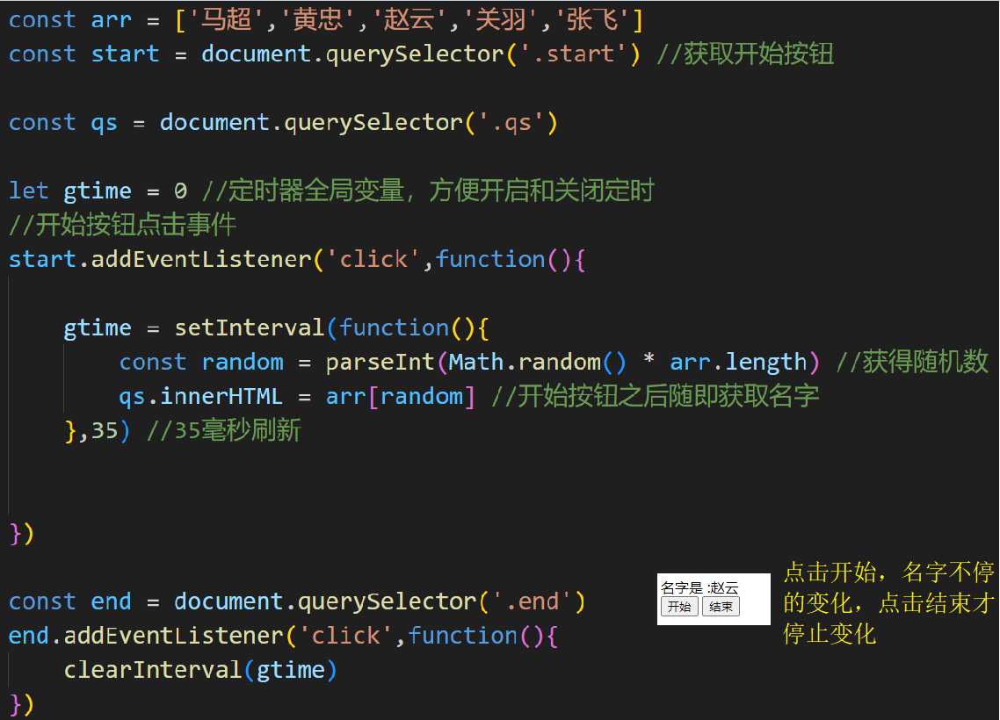 const arr = ['马超','黄忠','赵云','关羽','张飞']
const start = document.querySelector('.start') //获取开始按钮
const qs = document.querySelector('.qs')
let gtime = 0 //定时器全局变量，方便开启和关闭定时
//开始按钮点击事件
start.addEventListener('click',function(){
gtime = setInterval(function(){
const random = parseInt(Math.random() * arr.length) //获得随机数
qs.innerHTML = arr[random] //开始按钮之后随即获取名字
},35) //35毫秒刷新
})
const end = document.querySelector('.end')
end.addEventListener('click',function(){
clearInterval(gtime)
})
名字是 :赵云
开始 结束
点击开始，名字不停
的变化，点击结束才
停止变化